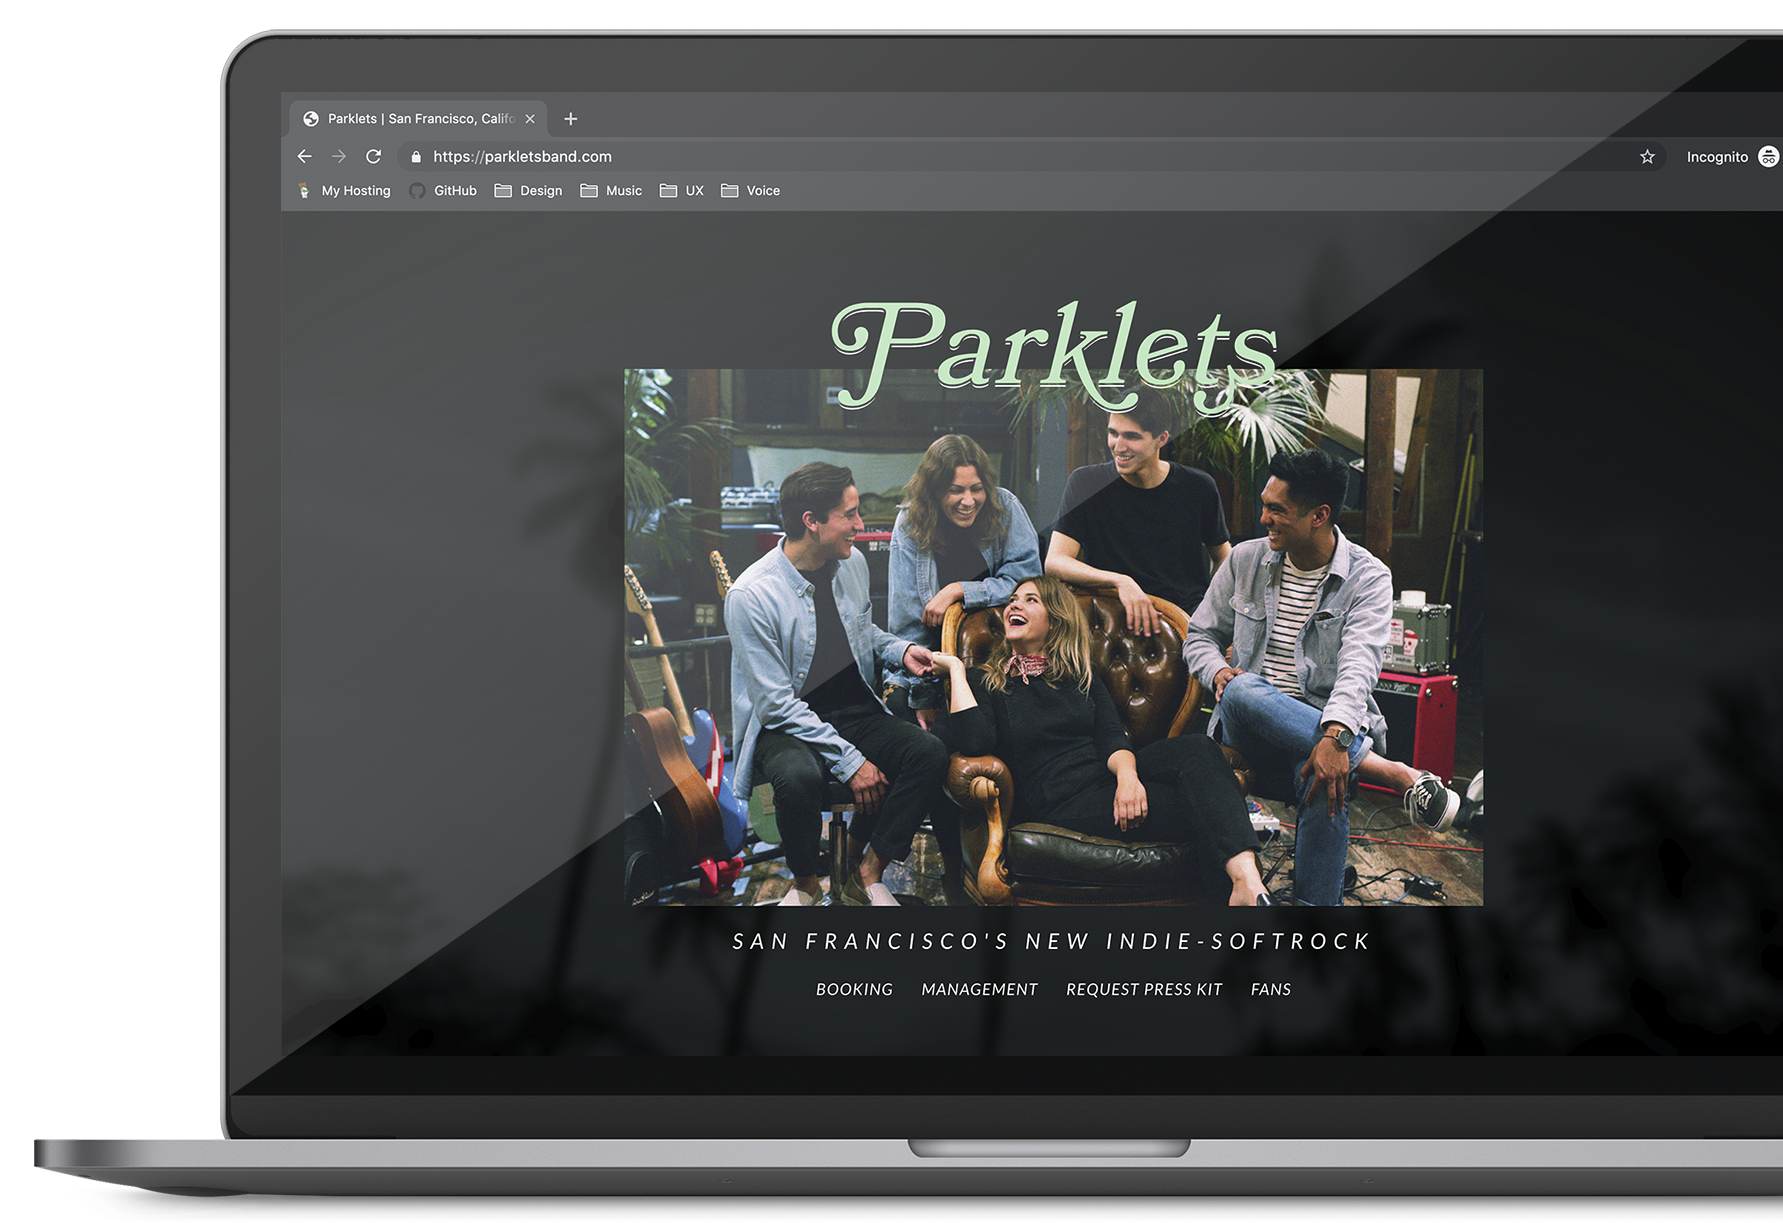 Parklets | San Francisco, Califo
https://parkletsband.com
Incognito
My Hosting GitHub Design Music UX Voice
Parklets
SAN FRANCISCO'S NEW INDIE-SOFTROCK
BOOKING MANAGEMENT REQUEST PRESS KIT FANS